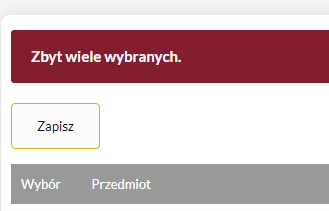 Zbyt wiele wybranych.
Zapisz
Wybór Przedmiot